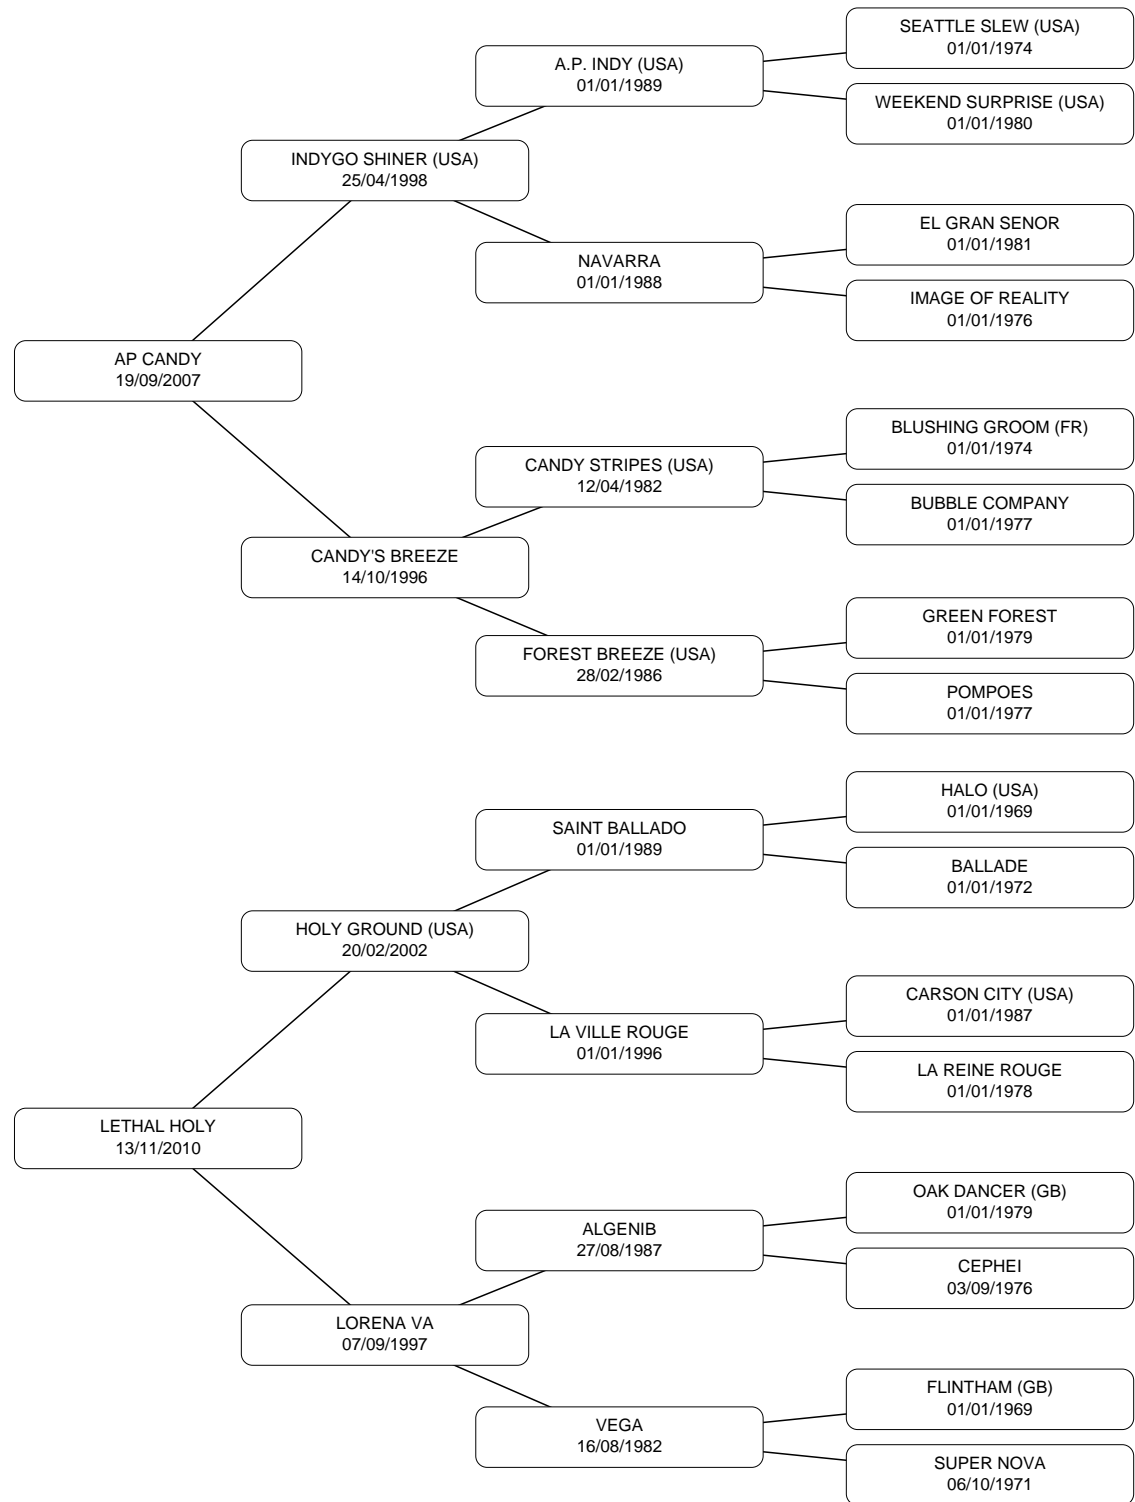 SEATTLE SLEW (USA)
01/01/1974
A.P. INDY (USA)
01/01/1989
WEEKEND SURPRISE (USA)
01/01/1980
INDYGO SHINER (USA)
25/04/1998
EL GRAN SENOR
01/01/1981
NAVARRA
01/01/1988
IMAGE OF REALITY
01/01/1976
AP CANDY
19/09/2007
BLUSHING GROOM (FR)
01/01/1974
CANDY STRIPES (USA)
12/04/1982
BUBBLE COMPANY
01/01/1977
CANDY'S BREEZE
14/10/1996
GREEN FOREST
01/01/1979
FOREST BREEZE (USA)
28/02/1986
POMPOES
01/01/1977
HALO (USA)
01/01/1969
SAINT BALLADO
01/01/1989
BALLADE
01/01/1972
HOLY GROUND (USA)
20/02/2002
CARSON CITY (USA)
01/01/1987
LA VILLE ROUGE
01/01/1996
LA REINE ROUGE
01/01/1978
LETHAL HOLY
13/11/2010
OAK DANCER (GB)
01/01/1979
ALGENIB
27/08/1987
CEPHEI
03/09/1976
LORENA VA
07/09/1997
FLINTHAM (GB)
01/01/1969
VEGA
16/08/1982
SUPER NOVA
06/10/1971